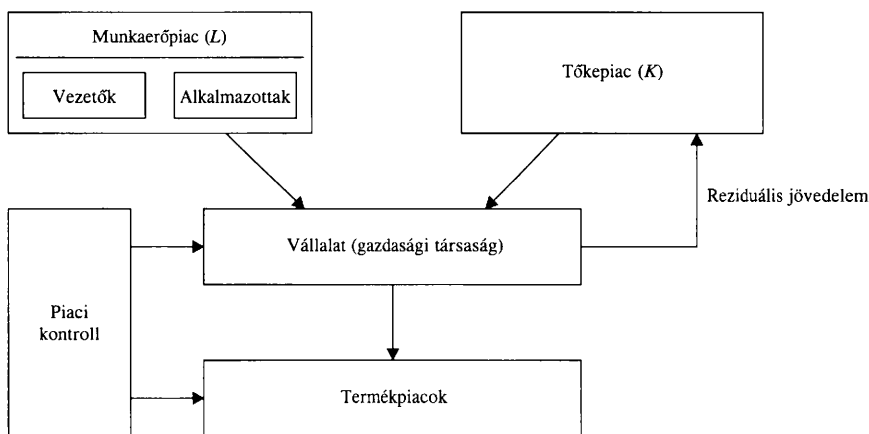 Munkaerőpiac (L)
Vezetők
Alkalmazottak
Tőkepiac (K)
Reziduális jövedelem
Vállalat (gazdasági társaság)
Piaci
kontroll
Termékpiacok